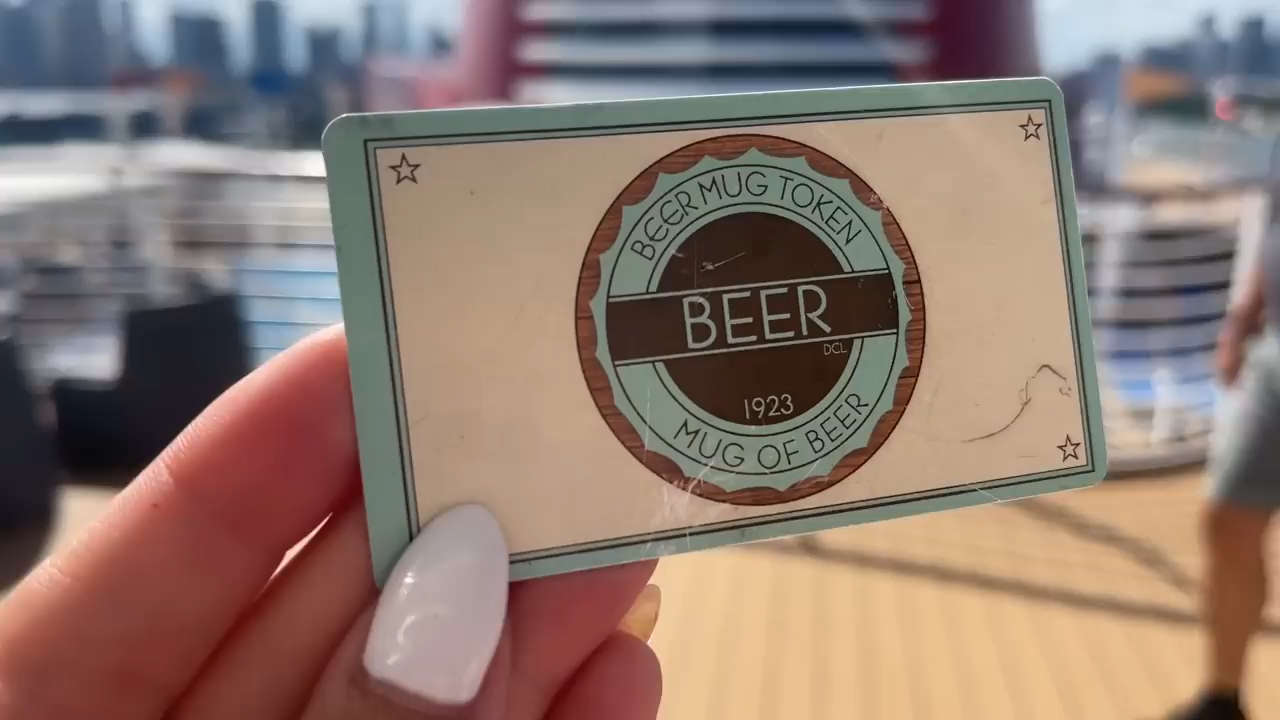 BEER MUG TOKEN
BEER
DCL
1923
MUG OF BEER